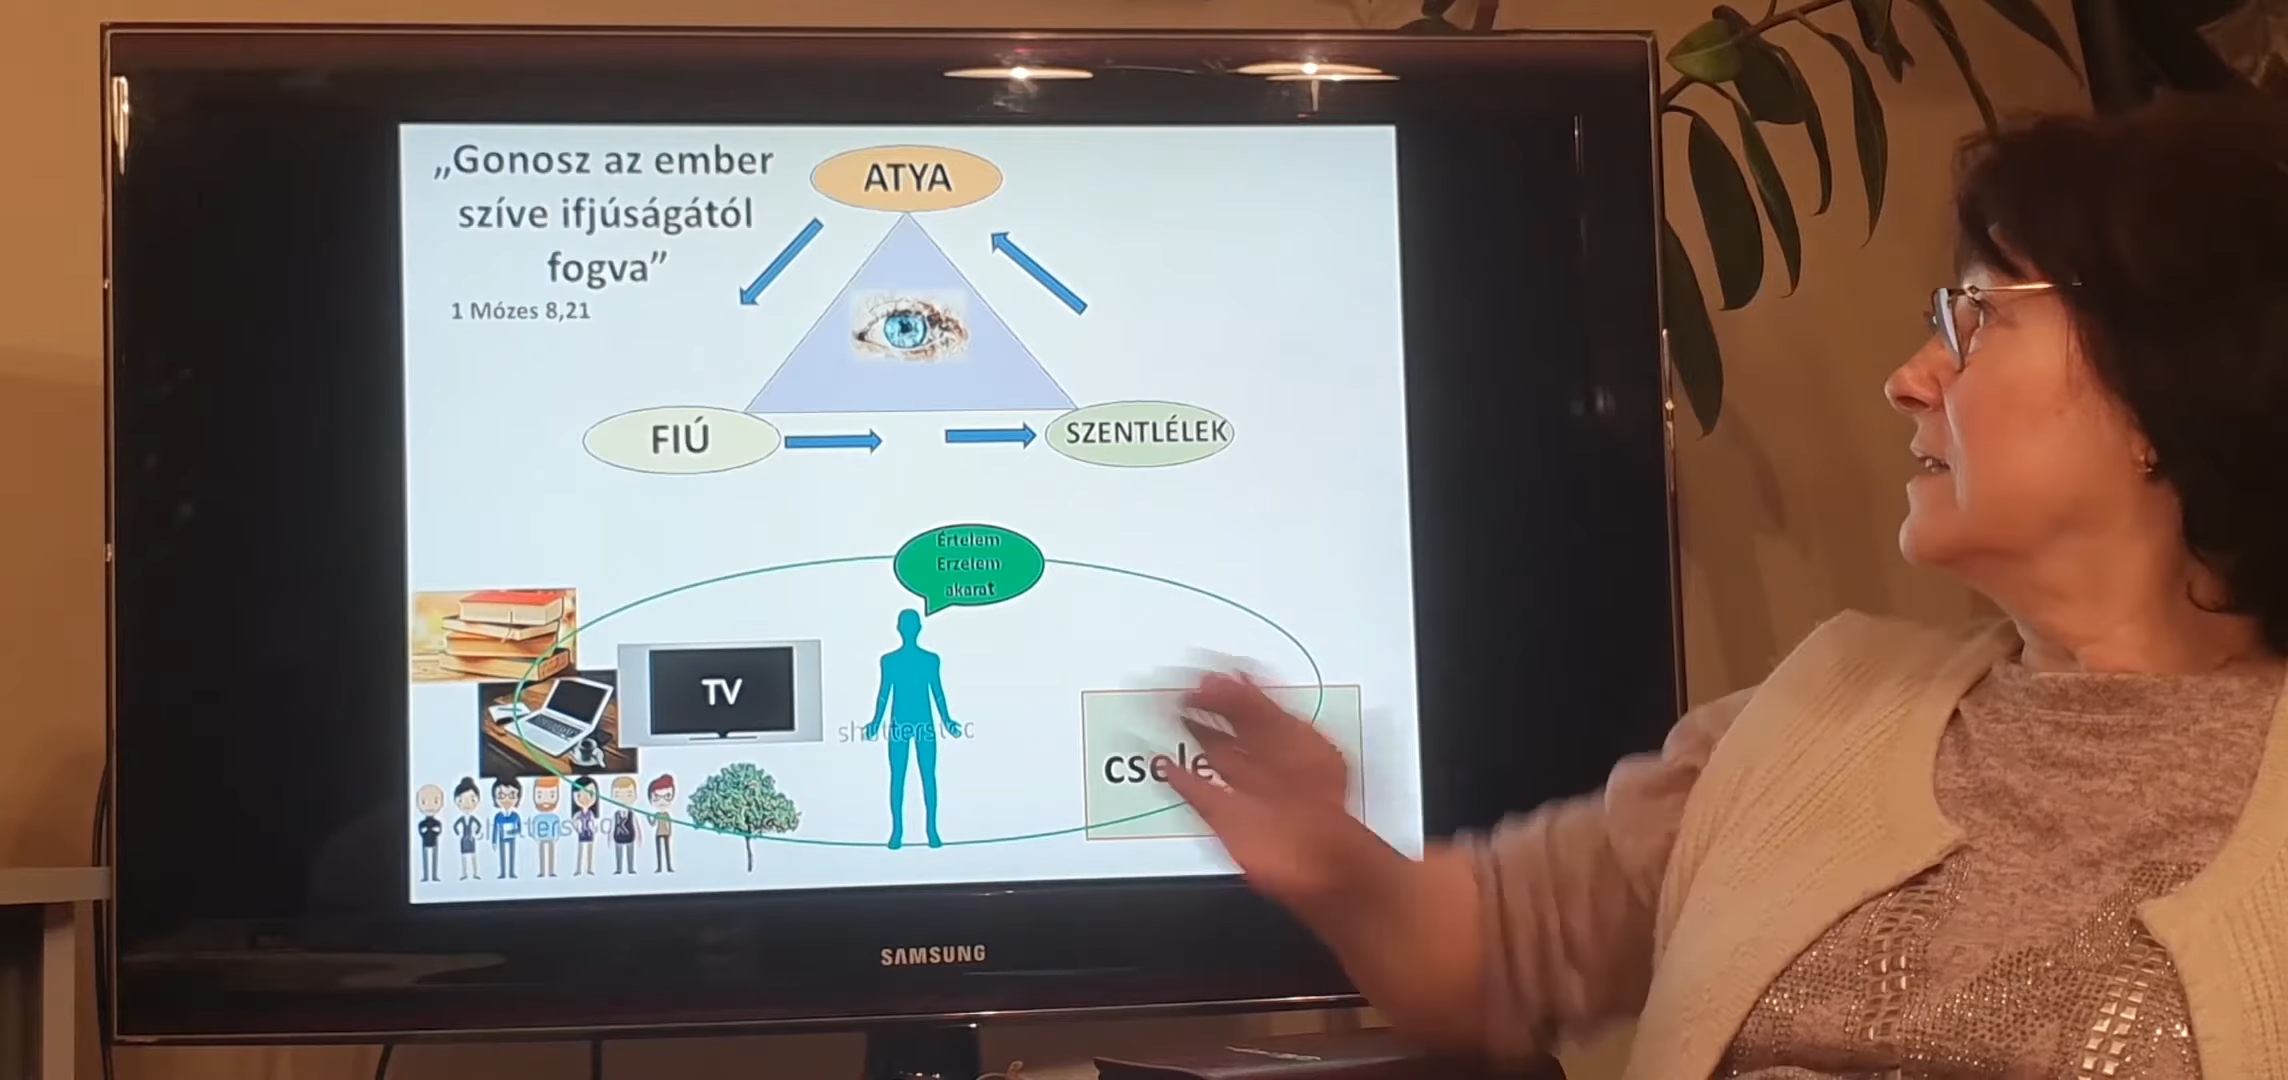 „Gonosz az ember
szíve ifjúságától
fogva”
1 Mózes 8,21
ATYA
FIÚ
SZENTLÉLEK
Értelem
Érzelem
akarat
TV
SAMSUNG